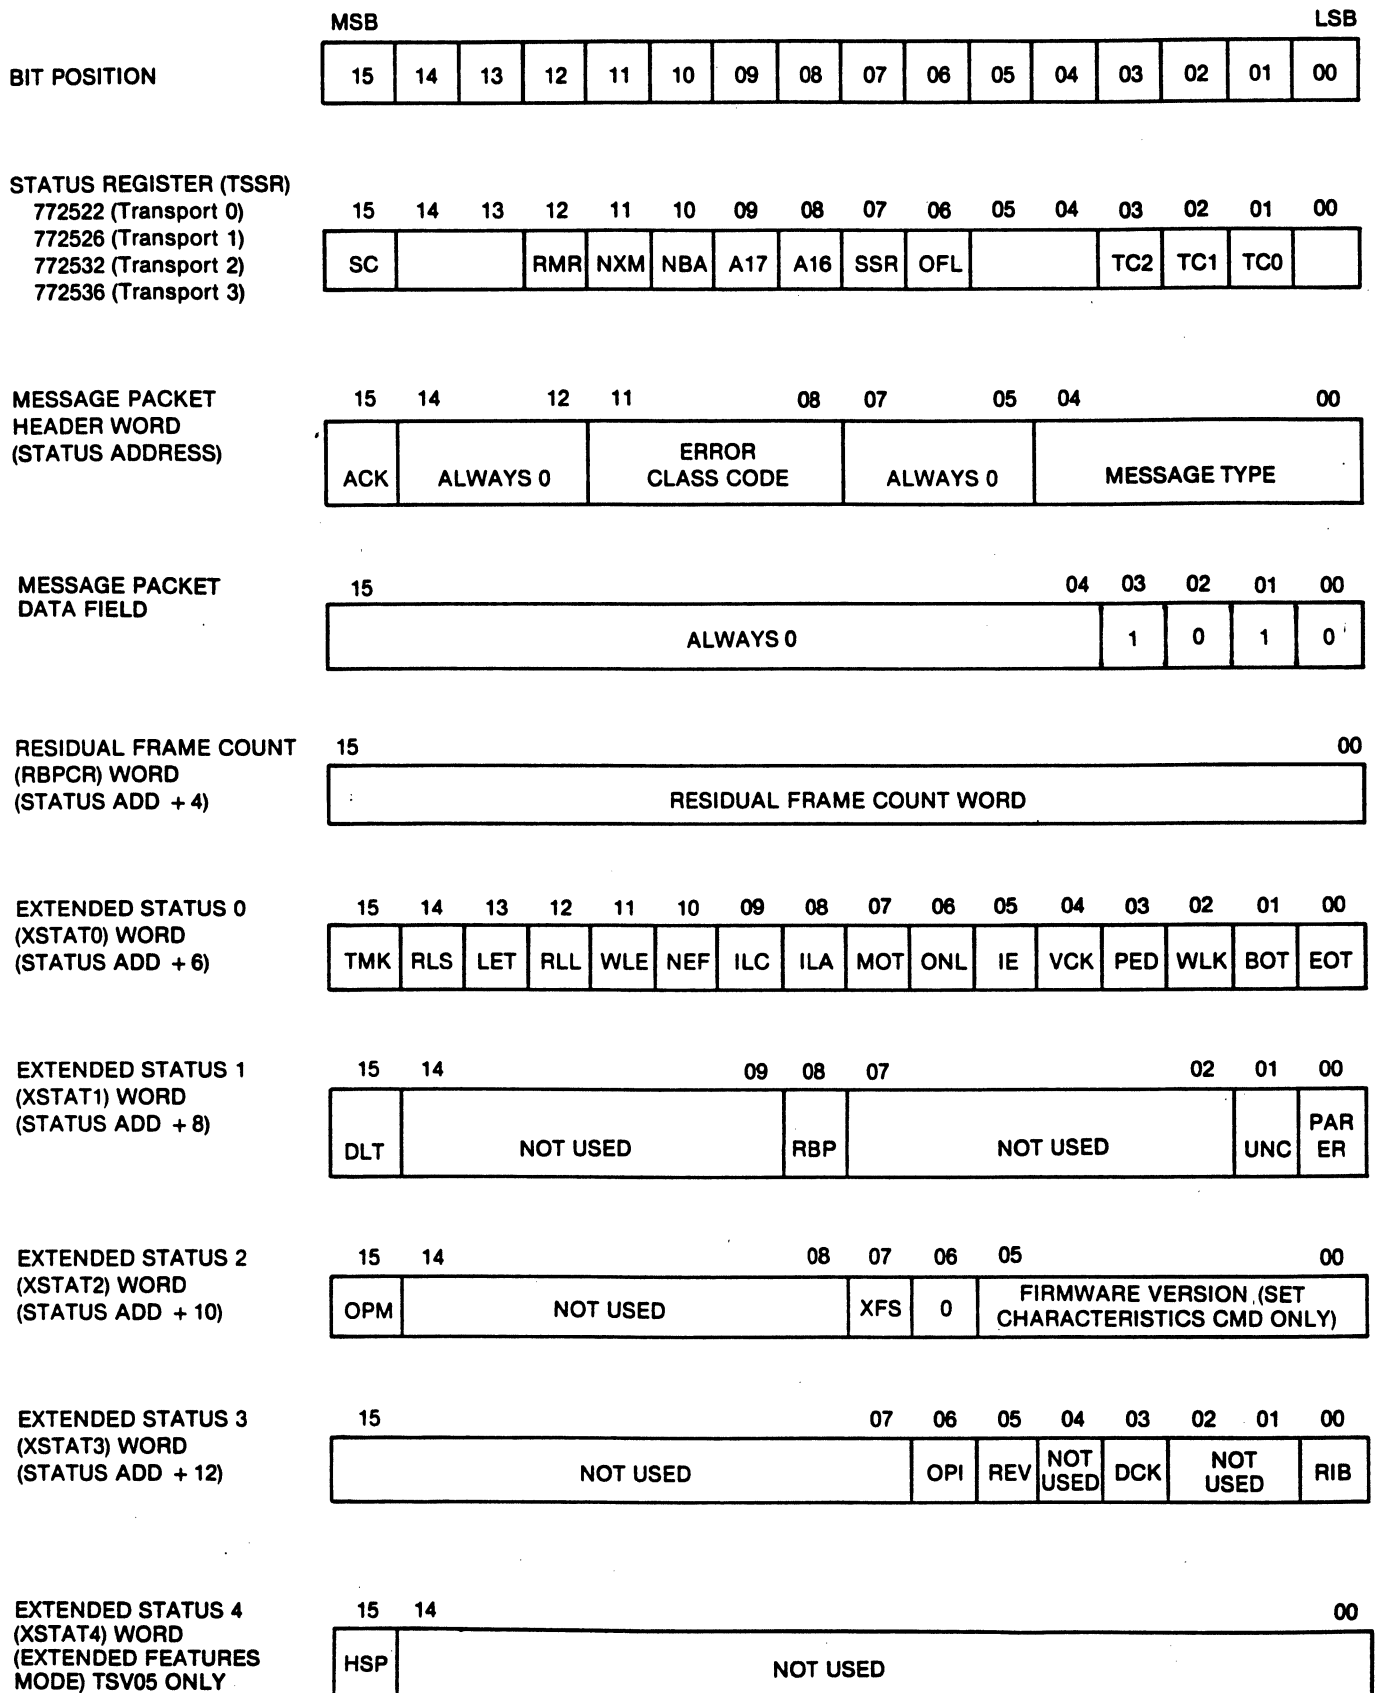 MSB LSB
BIT POSITION 15 14 13 12 11 10 09 08 07 06 05 04 03 02 01 00
STATUS REGISTER (TSSR)
772522 (Transport 0) 15 14 13 12 11 10 09 08 07 06 05 04 03 02 01 00
772526 (Transport 1)
772532 (Transport 2)
772536 (Transport 3)
SC RMR NXM NBA A17 A16 SSR OFL TC2 TC1 TC0
MESSAGE PACKET 15 14 12 11 08 07 05 04 00
HEADER WORD
(STATUS ADDRESS)
ACK ALWAYS 0 ERROR
CLASS CODE ALWAYS 0 MESSAGE TYPE
MESSAGE PACKET 15 04 03 02 01 00
DATA FIELD
ALWAYS 0 1 0 1 0
RESIDUAL FRAME COUNT 15 00
(RBPCR) WORD
(STATUS ADD + 4) RESIDUAL FRAME COUNT WORD
EXTENDED STATUS 0 15 14 13 12 11 10 09 08 07 06 05 04 03 02 01 00
(XSTAT0) WORD
(STATUS ADD + 6) TMK RLS LET RLL WLE NEF ILC ILA MOT ONL IE VCK PED WLK BOT EOT
EXTENDED STATUS 1 15 14 09 08 07 02 01 00
(XSTAT1) WORD
(STATUS ADD + 8)
DLT NOT USED RBP NOT USED UNC PAR
ER
EXTENDED STATUS 2 15 14 08 07 06 05 00
(XSTAT2) WORD
(STATUS ADD + 10) OPM NOT USED XFS 0 FIRMWARE VERSION (SET
CHARACTERISTICS CMD ONLY)
EXTENDED STATUS 3 15 07 06 05 04 03 02 01 00
(XSTAT3) WORD
(STATUS ADD + 12) NOT USED OPI REV NOT
USED DCK NOT
USED RIB
EXTENDED STATUS 4 15 14 00
(XSTAT4) WORD
(EXTENDED FEATURES
MODE) TSV05 ONLY HSP NOT USED